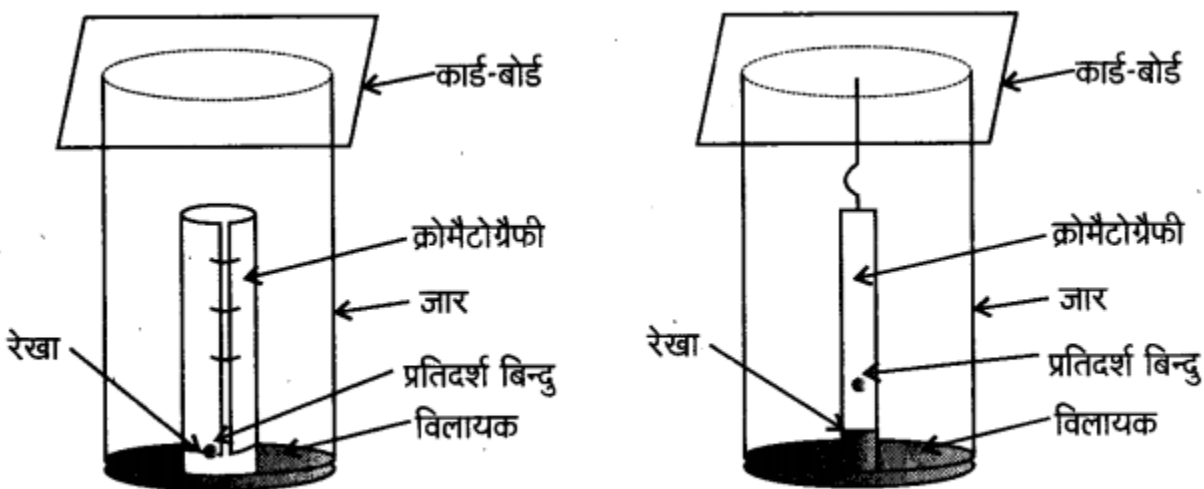 कार्ड-बोर्ड
क्रोमैटोग्रैफी
जार
रेखा
प्रतिदर्श बिन्दु
विलायक
कार्ड-बोर्ड
क्रोमैटोग्रैफी
जार
रेखा
प्रतिदर्श बिन्दु
विलायक